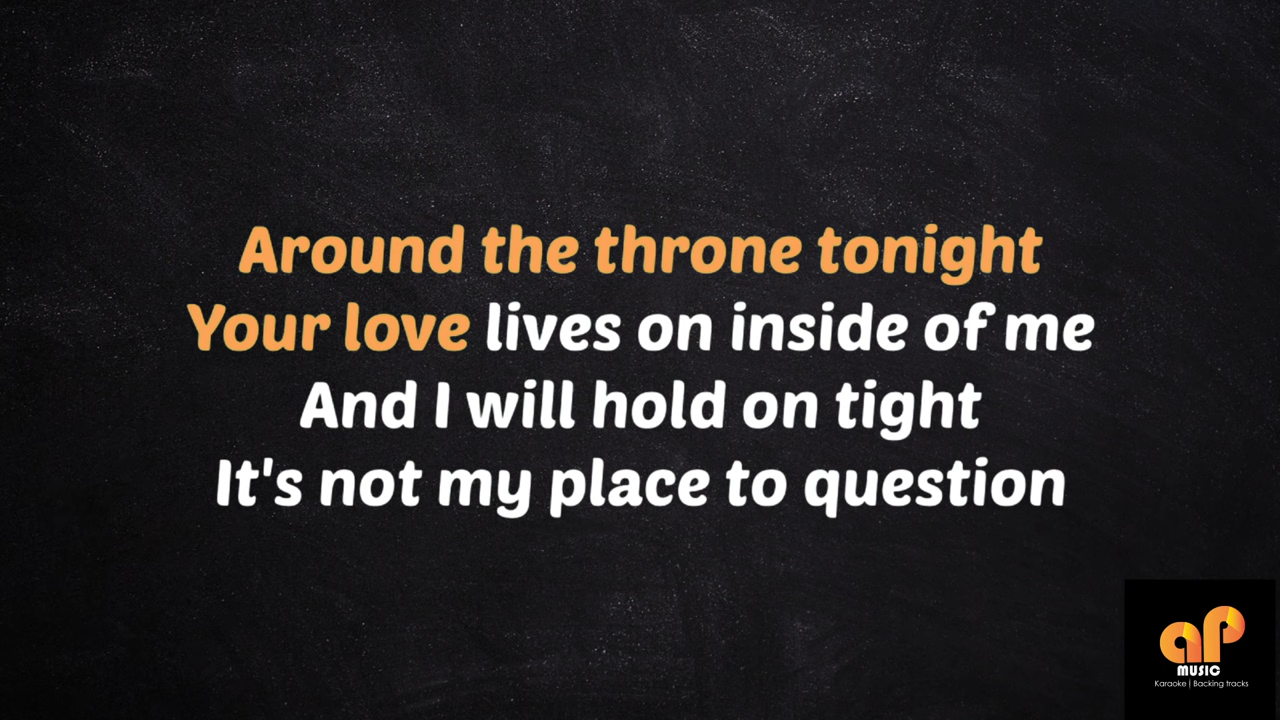 Around the throne tonight
Your love lives on inside of me
And I will hold on tight
It's not my place to question
ap
MUSIC
Karaoke | Backing tracks